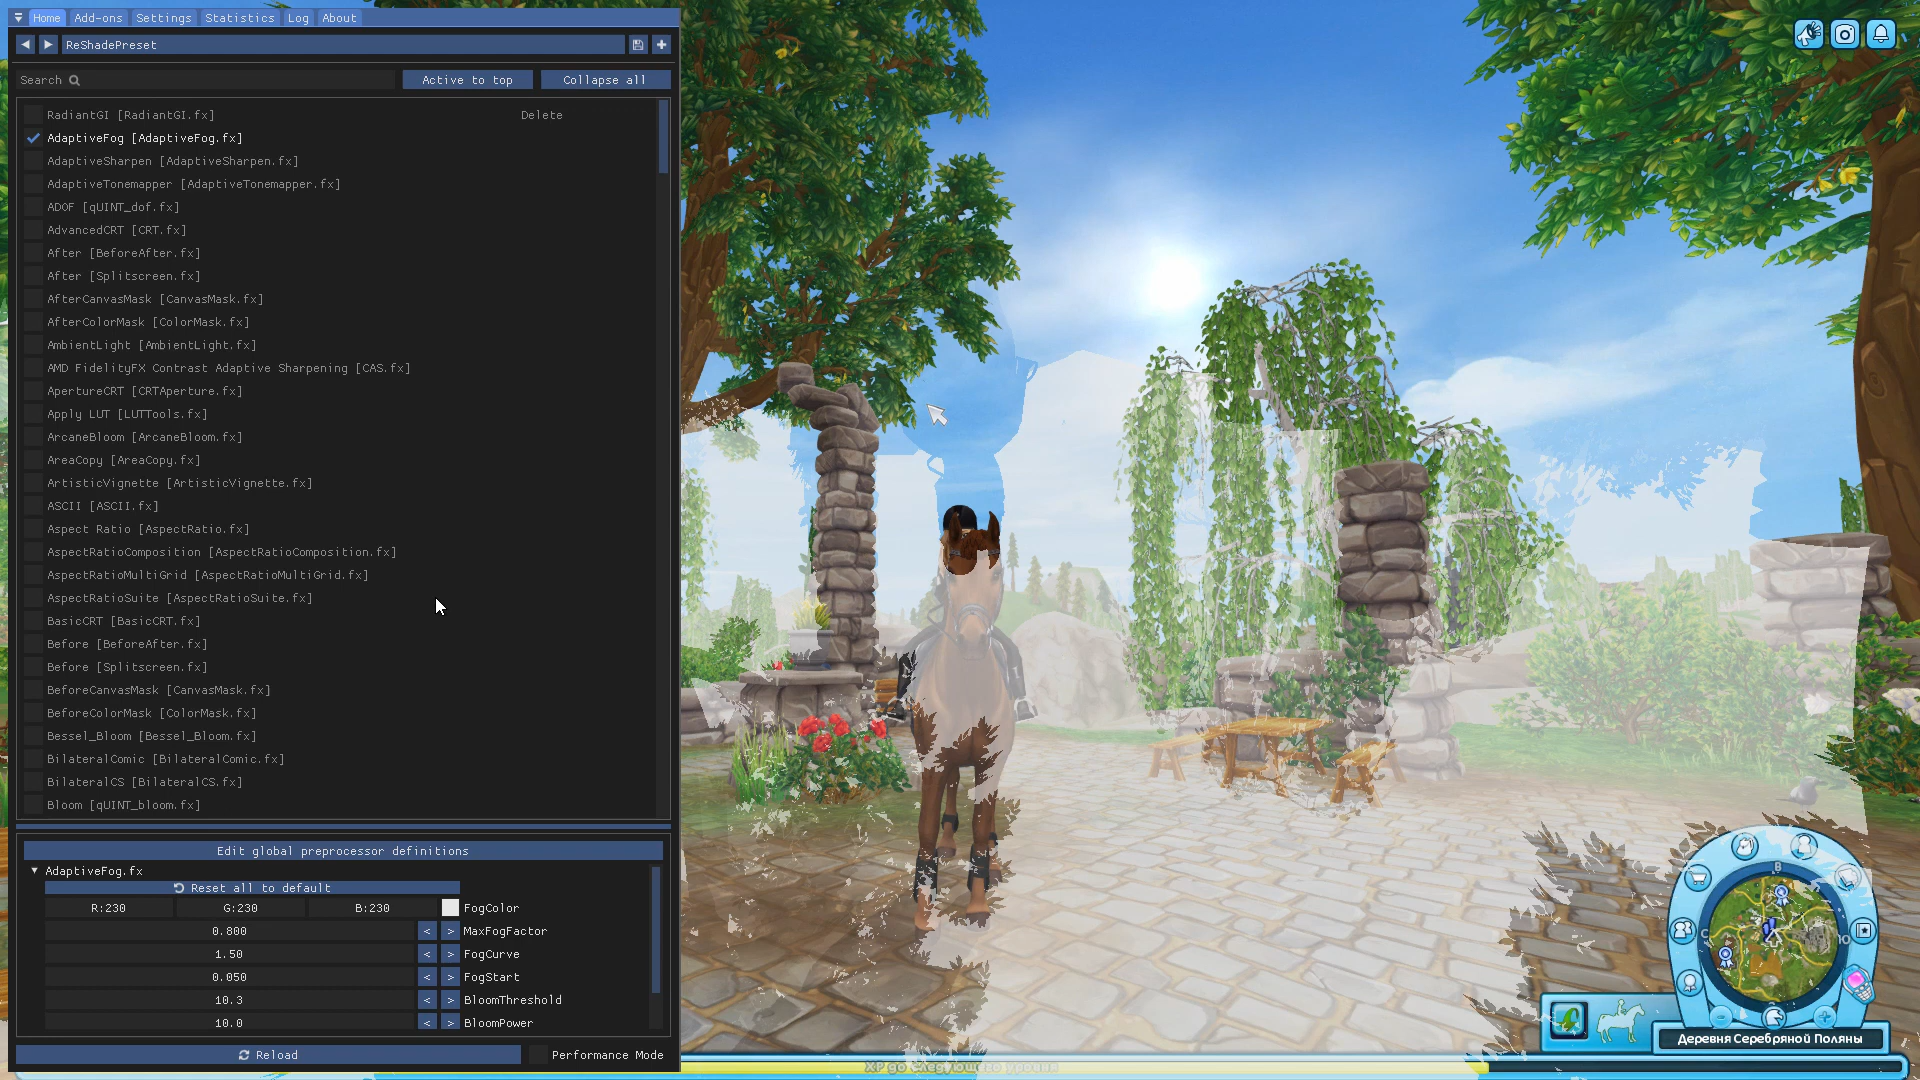 Home Add-ons Settings Statistics Log About
ReShadePreset
Search Active to top Collapse all
RadiantGI [RadiantGI.fx] Delete
AdaptiveFog [AdaptiveFog.fx]
AdaptiveSharpen [AdaptiveSharpen.fx]
AdaptiveTonemapper [AdaptiveTonemapper.fx]
ADOF [qUINT_dof.fx]
AdvancedCRT [CRT.fx]
After [BeforeAfter.fx]
After [Splitscreen.fx]
AfterCanvasMask [CanvasMask.fx]
AfterColorMask [ColorMask.fx]
AmbientLight [AmbientLight.fx]
AMD FidelityFX Contrast Adaptive Sharpening [CAS.fx]
ApertureCRT [CRTAperture.fx]
Apply LUT [LUTTools.fx]
ArcaneBloom [ArcaneBloom.fx]
AreaCopy [AreaCopy.fx]
ArtisticVignette [ArtisticVignette.fx]
ASCII [ASCII.fx]
Aspect Ratio [AspectRatio.fx]
AspectRatioComposition [AspectRatioComposition.fx]
AspectRatioMultiGrid [AspectRatioMultiGrid.fx]
AspectRatioSuite [AspectRatioSuite.fx]
BasicCRT [BasicCRT.fx]
Before [BeforeAfter.fx]
Before [Splitscreen.fx]
BeforeCanvasMask [CanvasMask.fx]
BeforeColorMask [ColorMask.fx]
Bessel_Bloom [Bessel_Bloom.fx]
BilateralComic [BilateralComic.fx]
BilateralCS [BilateralCS.fx]
Bloom [qUINT_bloom.fx]
Edit global preprocessor definitions
AdaptiveFog.fx
Reset all to default
R:230 G:230 B:230 FogColor
0.800 < > MaxFogFactor
1.50 < > FogCurve
0.050 < > FogStart
10.3 < > BloomThreshold
10.0 < > BloomPower
Reload Performance Mode
В
С
Ю
Деревня Серебряной Поляны
XP до следующего уровня